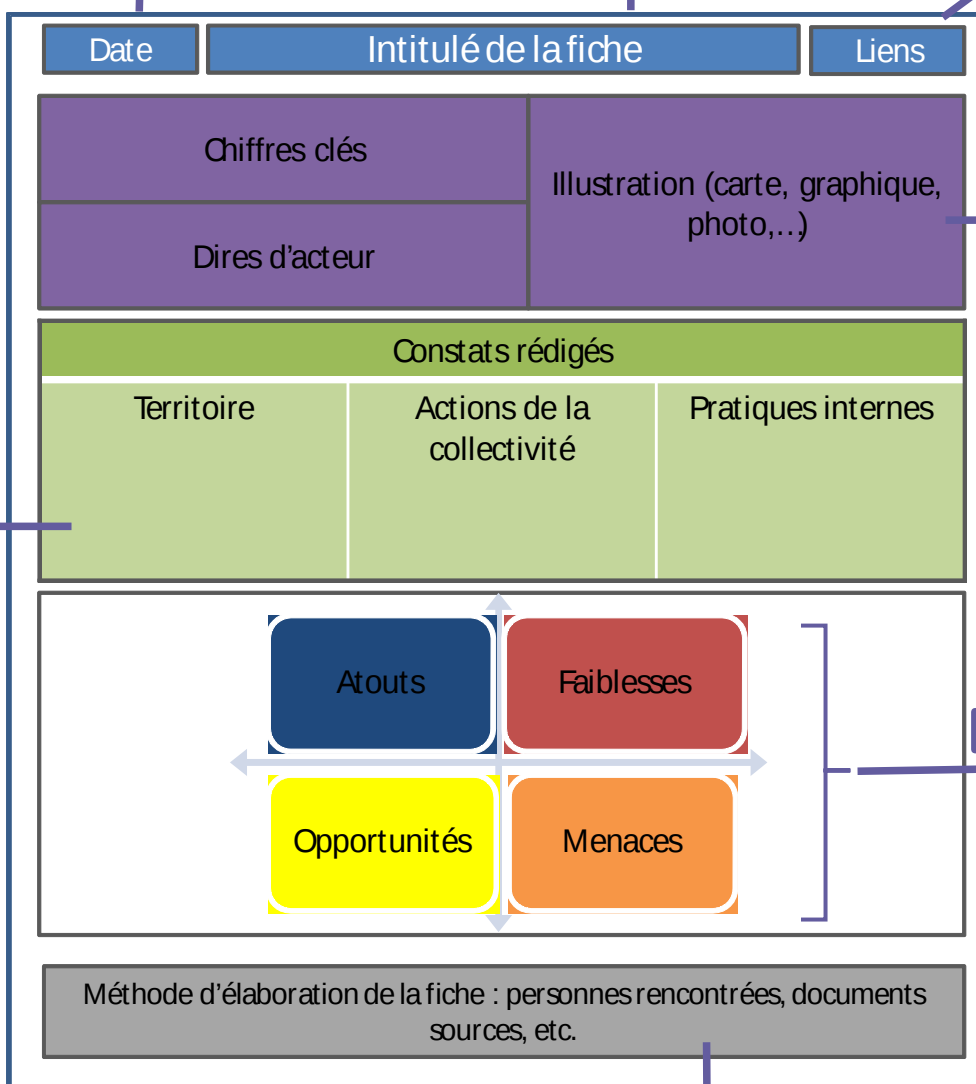 Date
Intitulé de la fiche
Liens
Chiffres clés
Dires d’acteur
Illustration (carte, graphique,
photo,…)
Constats rédigés
Territoire
Actions de la
collectivité
Pratiques internes
Atouts
Faiblesses
Opportunités
Menaces
Méthode d’élaboration de la fiche : personnes rencontrées, documents
sources, etc.